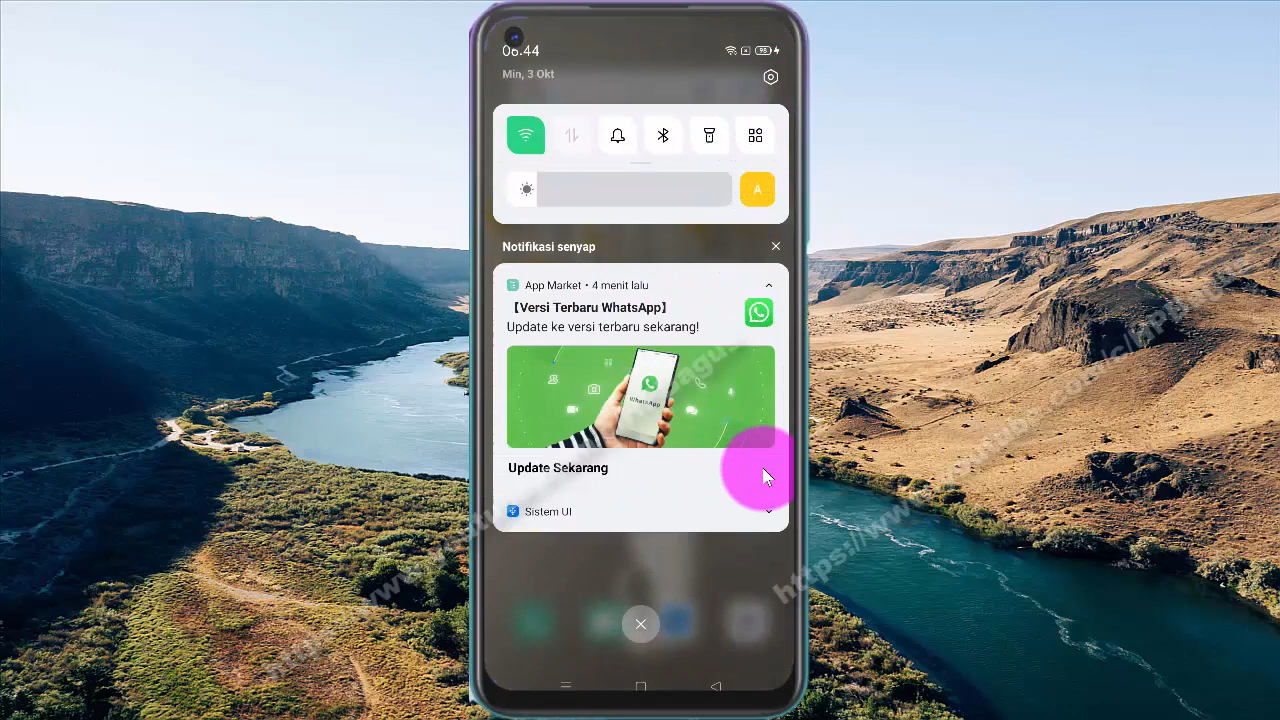 06.44
98
Min, 3 Okt
A
Notifikasi senyap
App Market • 4 menit lalu
【Versi Terbaru WhatsApp】
Update ke versi terbaru sekarang!
WhatsApp
Update Sekarang
Sistem UI